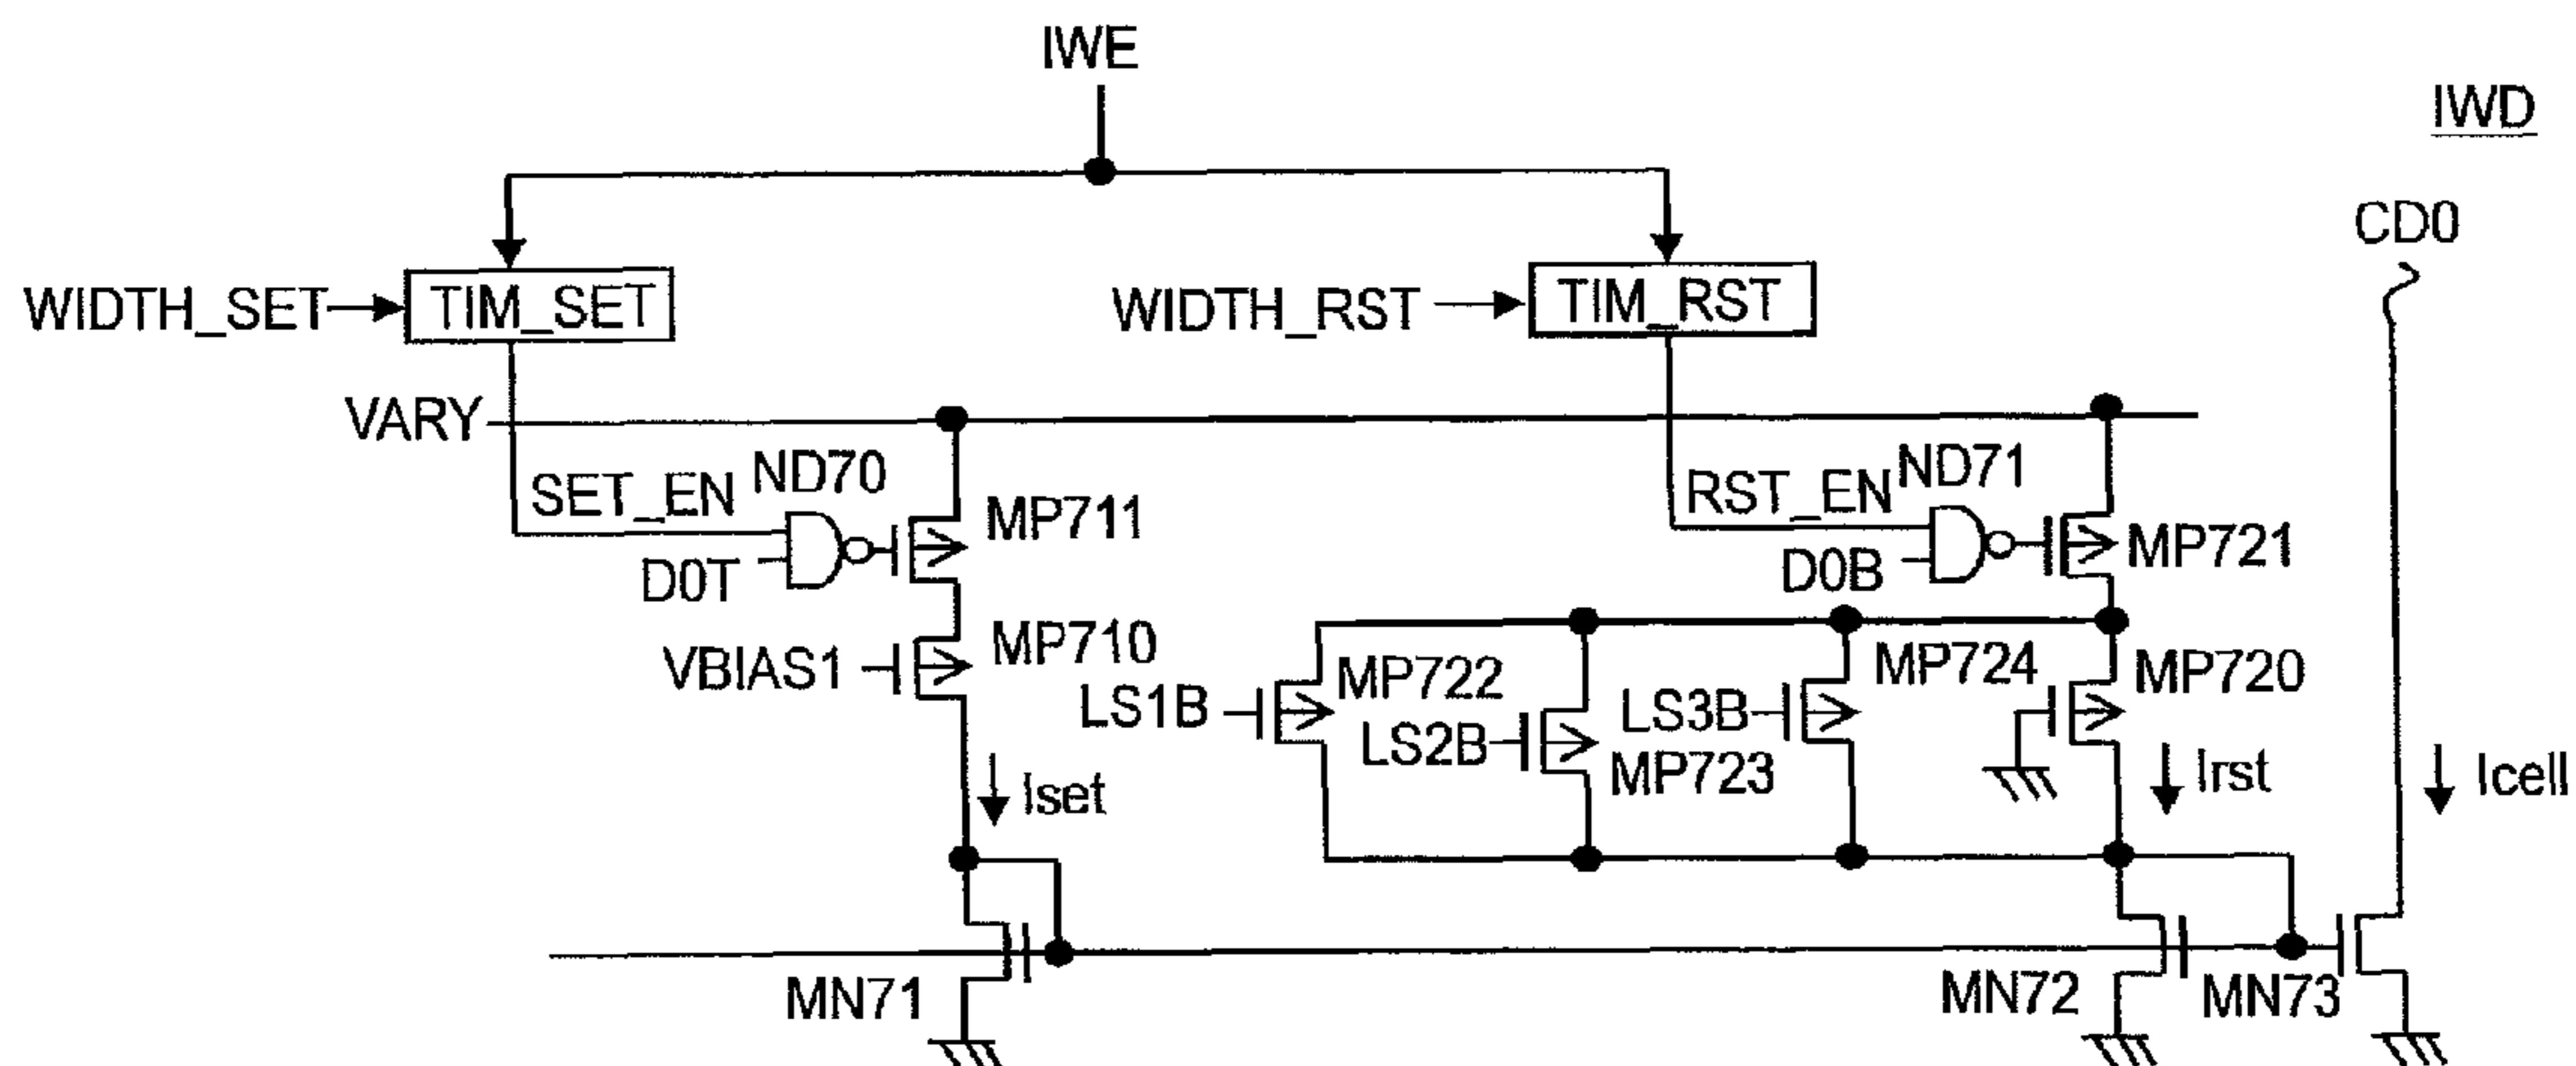 IWE
IWD
CD0
WIDTH_SET
TIM_SET
WIDTH_RST
TIM_RST
VARY
SET_EN
ND70
MP711
D0T
RST_EN
ND71
MP721
D0B
VBIAS1
MP710
LS1B
MP722
LS2B
MP723
LS3B
MP724
MP720
Iset
Irst
Icell
MN71
MN72
MN73